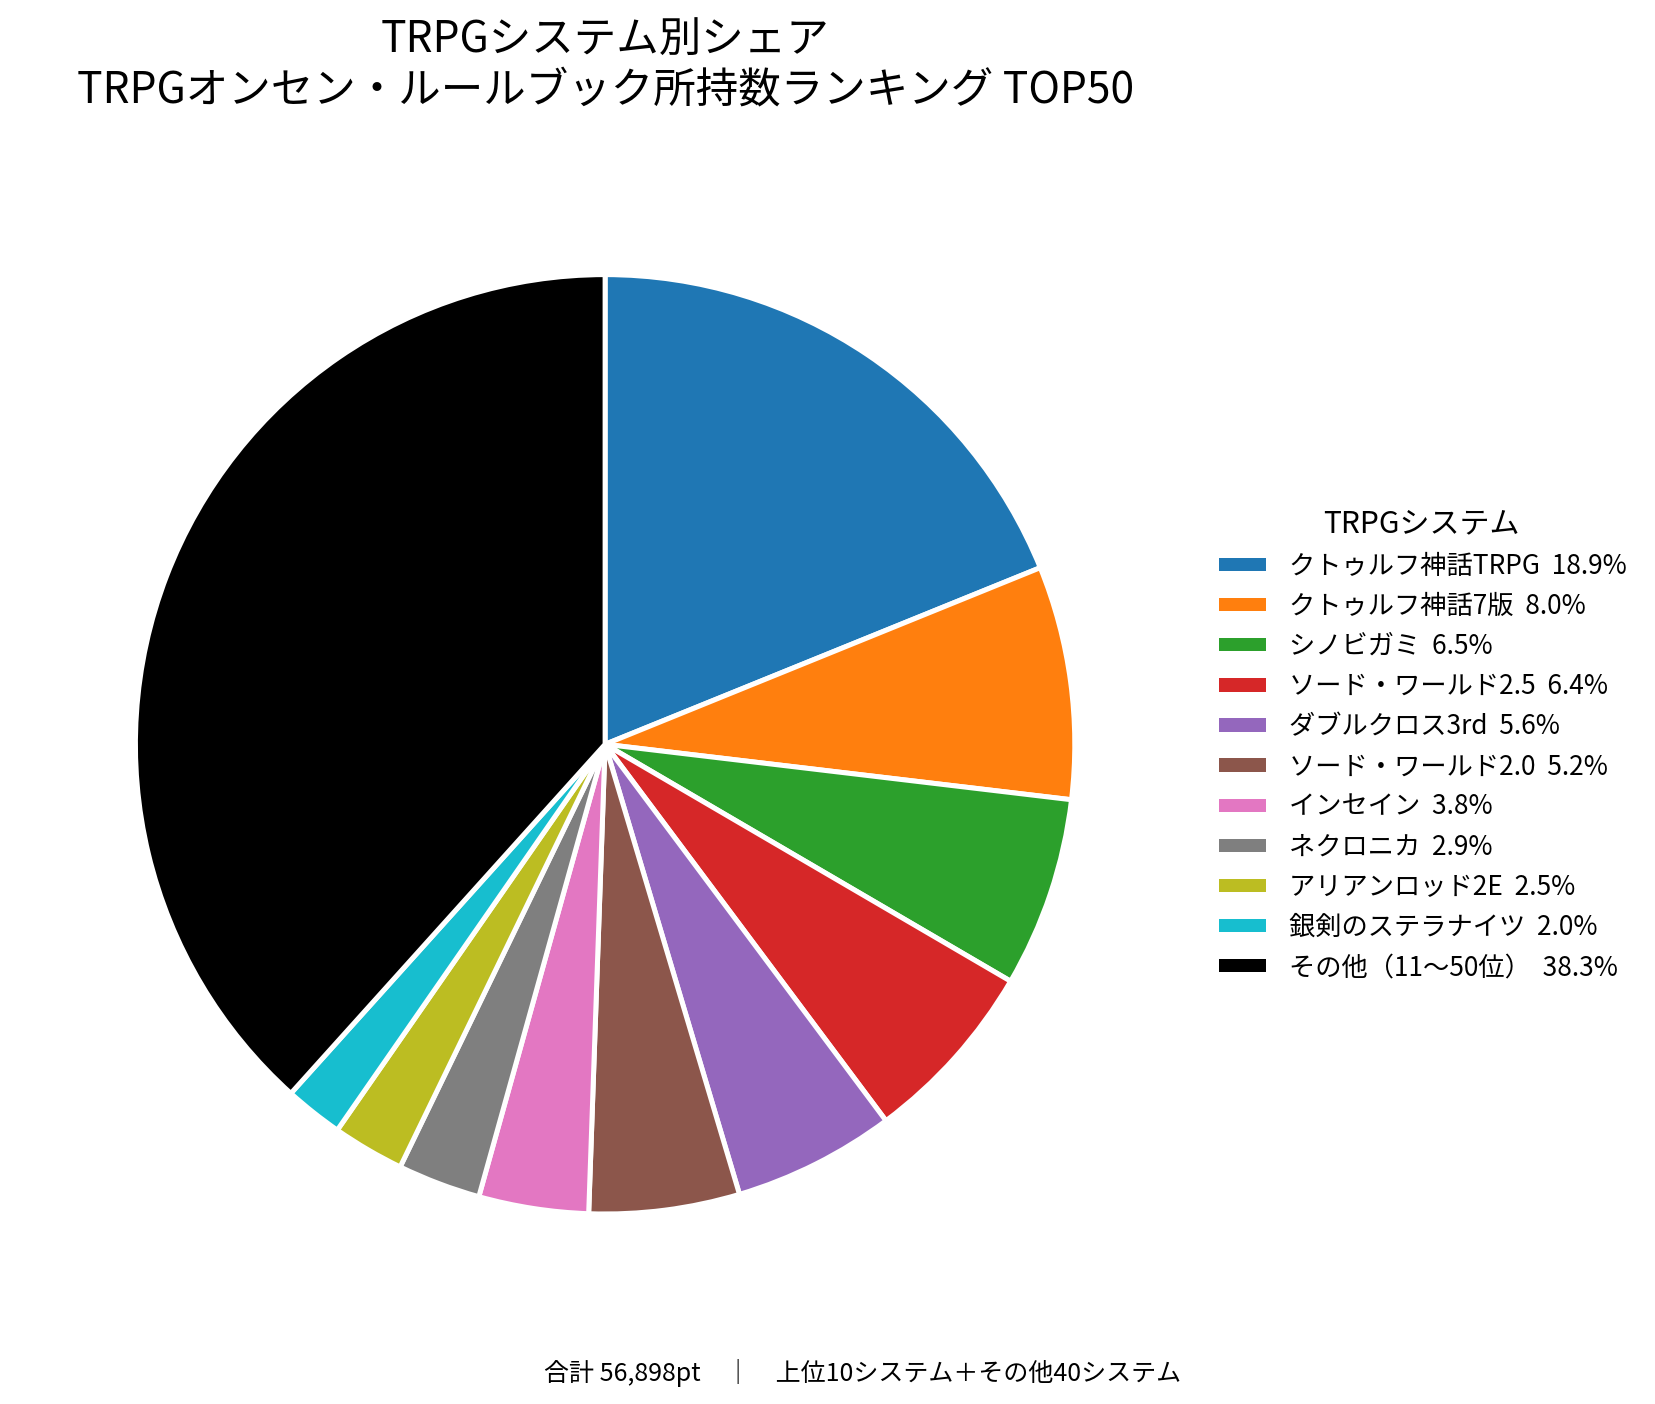 TRPGシステム別シェア
TRPGオンセン・ルールブック所持数ランキング TOP50
TRPGシステム
クトゥルフ神話TRPG 18.9%
クトゥルフ神話7版 8.0%
シノビガミ 6.5%
ソード・ワールド2.5 6.4%
ダブルクロス3rd 5.6%
ソード・ワールド2.0 5.2%
インセイン 3.8%
ネクロニカ 2.9%
アリアンロッド2E 2.5%
銀剣のステラナイツ 2.0%
その他（11～50位） 38.3%
合計 56,898pt ｜ 上位10システム＋その他40システム